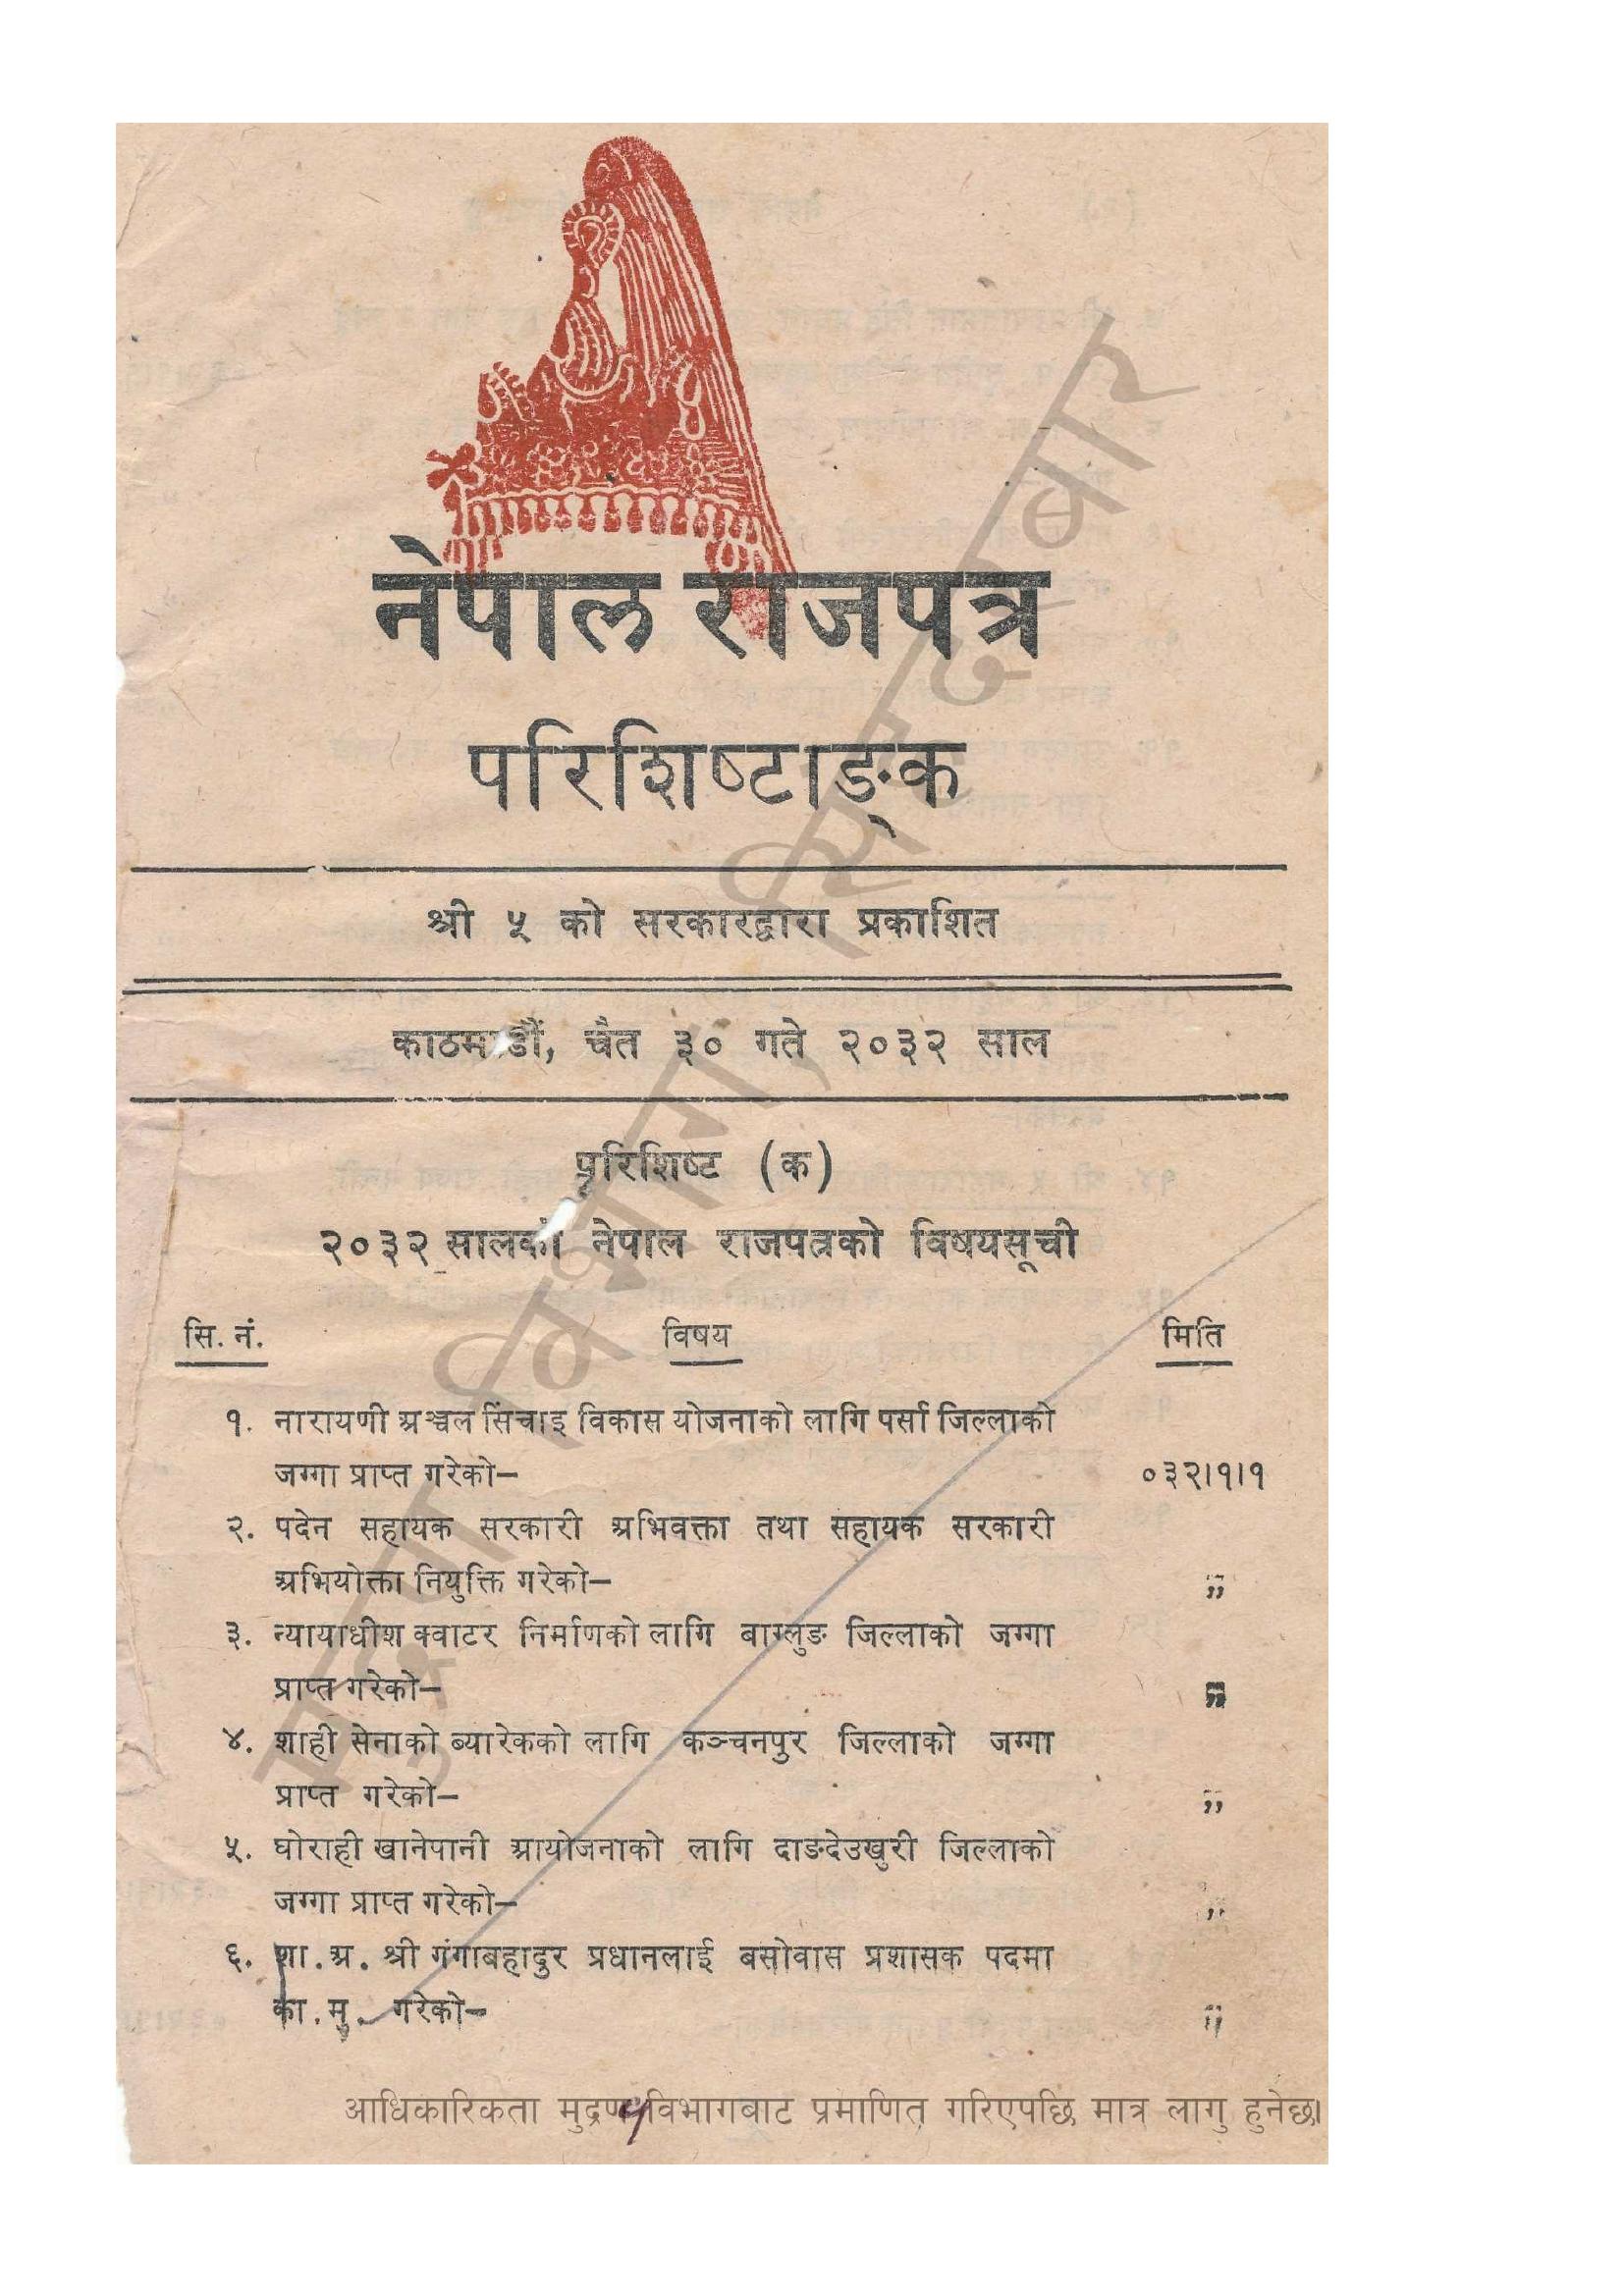 नेपाल राजपत्र
परिशिष्टाङ्क
श्री ५ को सरकारद्वारा प्रकाशित
काठमाडौं, चैत ३० गते २०३२ साल
परिशिष्ट (क)
२०३२ सालको नेपाल राजपत्रको विषयसूची
सि. नं. विषय मिति
१. नारायणी अञ्चल सिंचाइ विकास योजनाको लागि पर्सा जिल्लाको
जग्गा प्राप्त गरेको– ०३२।१।१
२. पदेन सहायक सरकारी अभिवक्ता तथा सहायक सरकारी
अभियोक्ता नियुक्ति गरेको– ,,
३. न्यायाधीश क्वाटर निर्माणको लागि बाग्लुङ जिल्लाको जग्गा
प्राप्त गरेको– ,,
४. शाही सेनाको ब्यारेकको लागि कञ्चनपुर जिल्लाको जग्गा
प्राप्त गरेको– ,,
५. घोराही खानेपानी आयोजनाको लागि दाङदेउखुरी जिल्लाको
जग्गा प्राप्त गरेको– ,,
६. शा.अ. श्री गंगाबहादुर प्रधानलाई बसोवास प्रशासक पदमा
का.मु. गरेको– ,,
आधिकारिकता मुद्रण विभागबाट प्रमाणित गरिएपछि मात्र लागु हुनेछ।
मुद्रण विभाग, सिंहदरबार